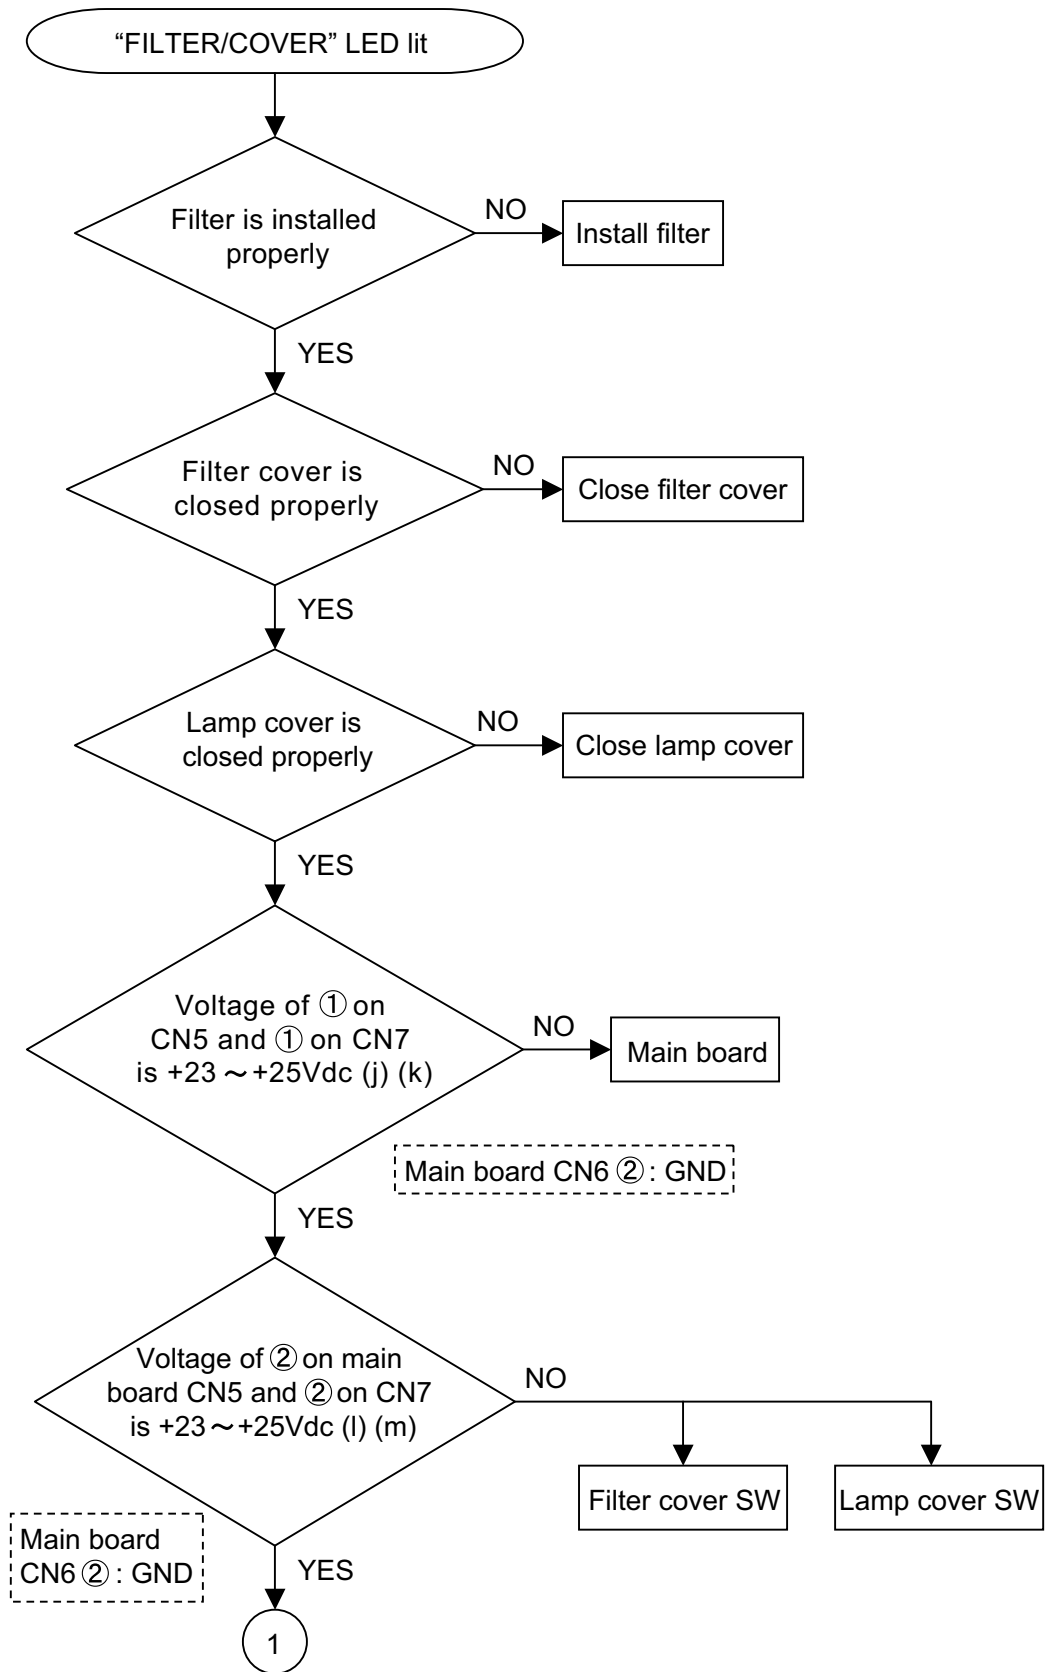 “FILTER/COVER” LED lit
Filter is installed
properly
NO
Install filter
YES
Filter cover is
closed properly
NO
Close filter cover
YES
Lamp cover is
closed properly
NO
Close lamp cover
YES
Voltage of ① on
CN5 and ① on CN7
is +23～+25Vdc (j) (k)
NO
Main board
Main board CN6 ② : GND
YES
Voltage of ② on main
board CN5 and ② on CN7
is +23～+25Vdc (l) (m)
NO
Filter cover SW
Lamp cover SW
Main board
CN6 ② : GND
YES
1